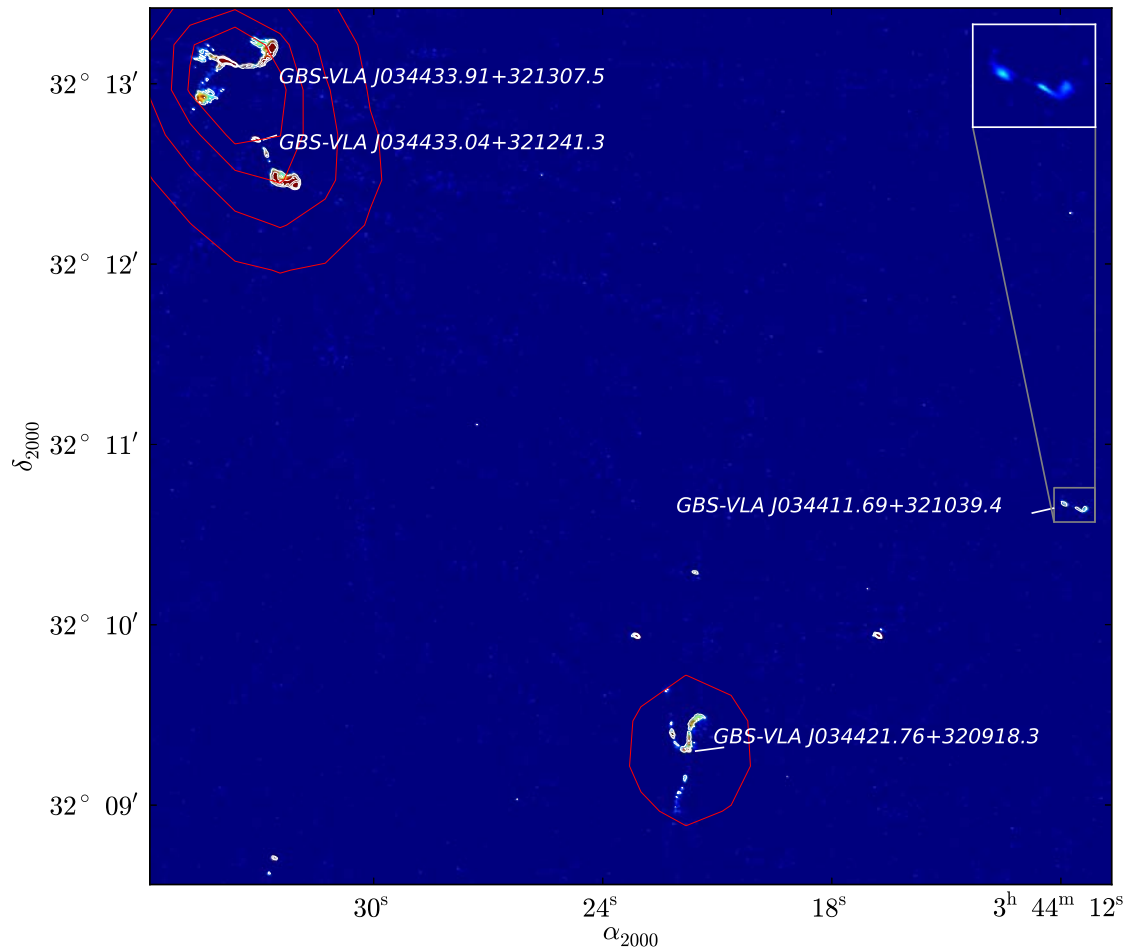 32° 13′
GBS-VLA J034433.91+321307.5
GBS-VLA J034433.04+321241.3
32° 12′
32° 11′
δ2000
GBS-VLA J034411.69+321039.4
32° 10′
GBS-VLA J034421.76+320918.3
32° 09′
30s
24s
18s
3h 44m 12s
α2000